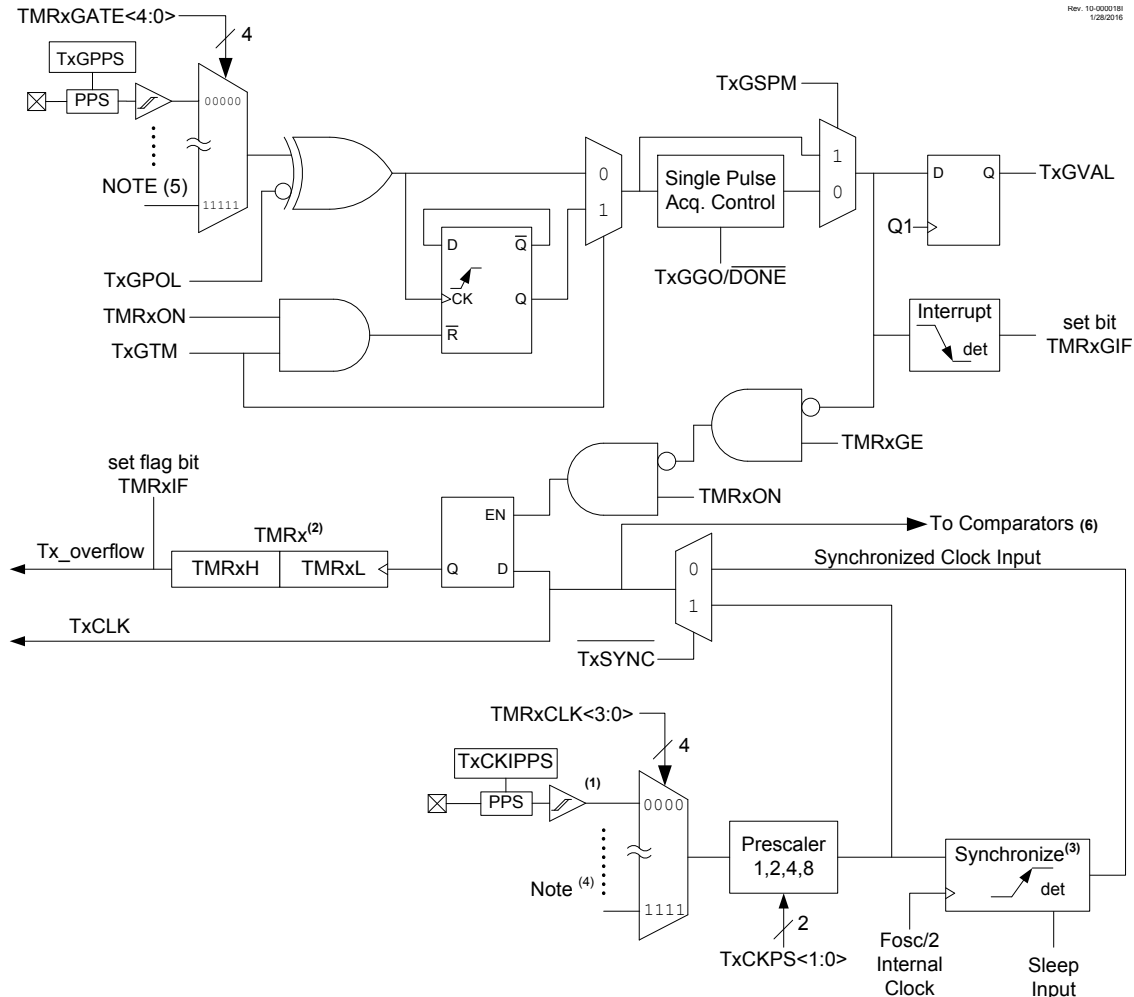 Rev. 10-000018I
1/28/2016
TMRxGATE<4:0>
4
TxGPPS
PPS
00000
NOTE (5)
11111
TxGPOL
TMRxON
TxGTM
D
Q
CK
Q
R
0
1
Single Pulse
Acq. Control
TxGGO/DONE
TxGSPM
1
0
D
Q
Q1
TxGVAL
Interrupt
det
set bit
TMRxGIF
TMRxGE
TMRxON
set flag bit
TMRxIF
Tx_overflow
TMRx(2)
TMRxH
TMRxL
EN
Q
D
TxCLK
To Comparators (6)
Synchronized Clock Input
0
1
TxSYNC
TMRxCLK<3:0>
4
TxCKIPPS
PPS
(1)
0000
Note (4)
1111
Prescaler
1,2,4,8
2
TxCKPS<1:0>
Synchronize(3)
det
Fosc/2
Internal
Clock
Sleep
Input